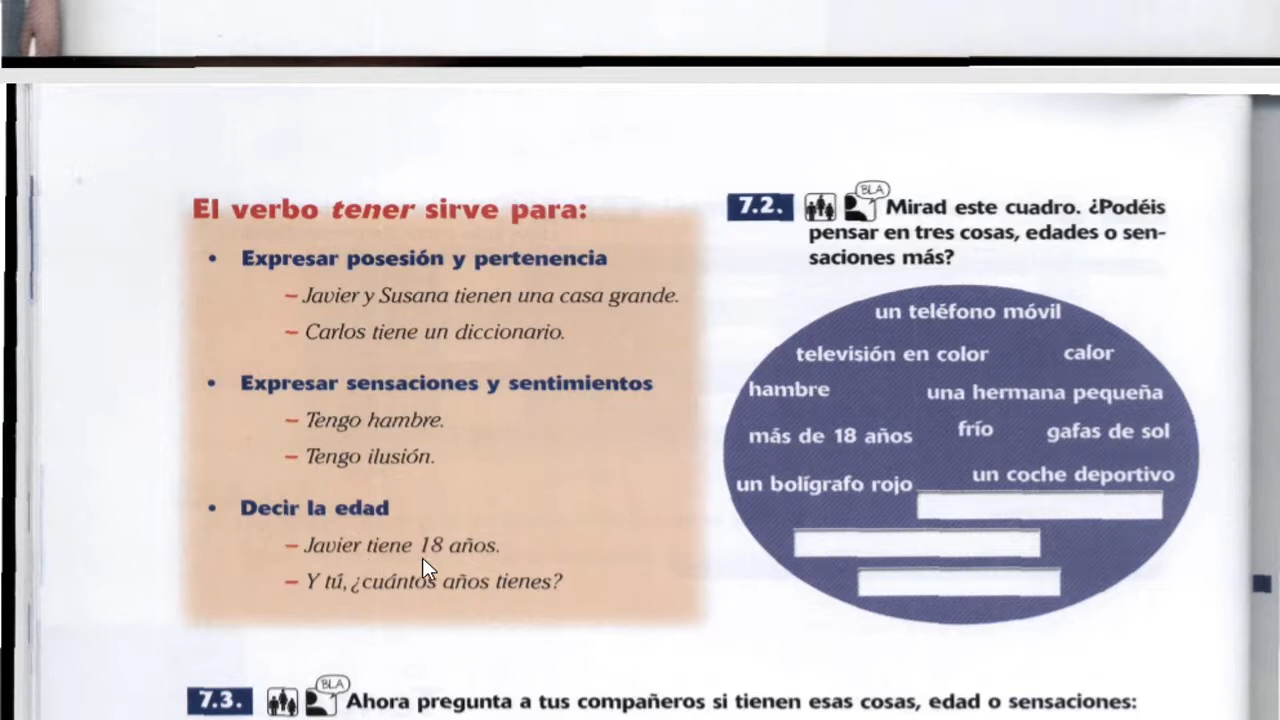 El verbo tener sirve para:
• Expresar posesión y pertenencia
– Javier y Susana tienen una casa grande.
– Carlos tiene un diccionario.
• Expresar sensaciones y sentimientos
– Tengo hambre.
– Tengo ilusión.
• Decir la edad
– Javier tiene 18 años.
– Y tú, ¿cuántos años tienes?
7.2. BLA Mirad este cuadro. ¿Podéis
pensar en tres cosas, edades o sen-
saciones más?
un teléfono móvil
televisión en color calor
hambre una hermana pequeña
más de 18 años frío gafas de sol
un bolígrafo rojo un coche deportivo
7.3. BLA Ahora pregunta a tus compañeros si tienen esas cosas, edad o sensaciones: